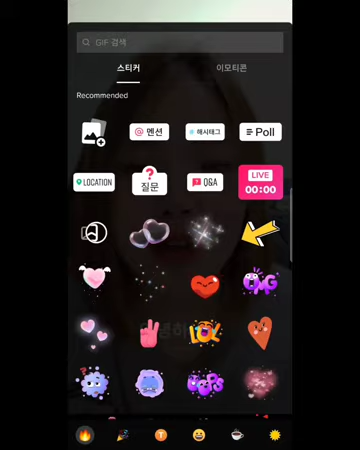 GIF 검색
스티커
이모티콘
Recommended
@ 멘션
해시태그
Poll
LOCATION
?
질문
Q&A
LIVE
00:00
OMG
LOL
OOPS